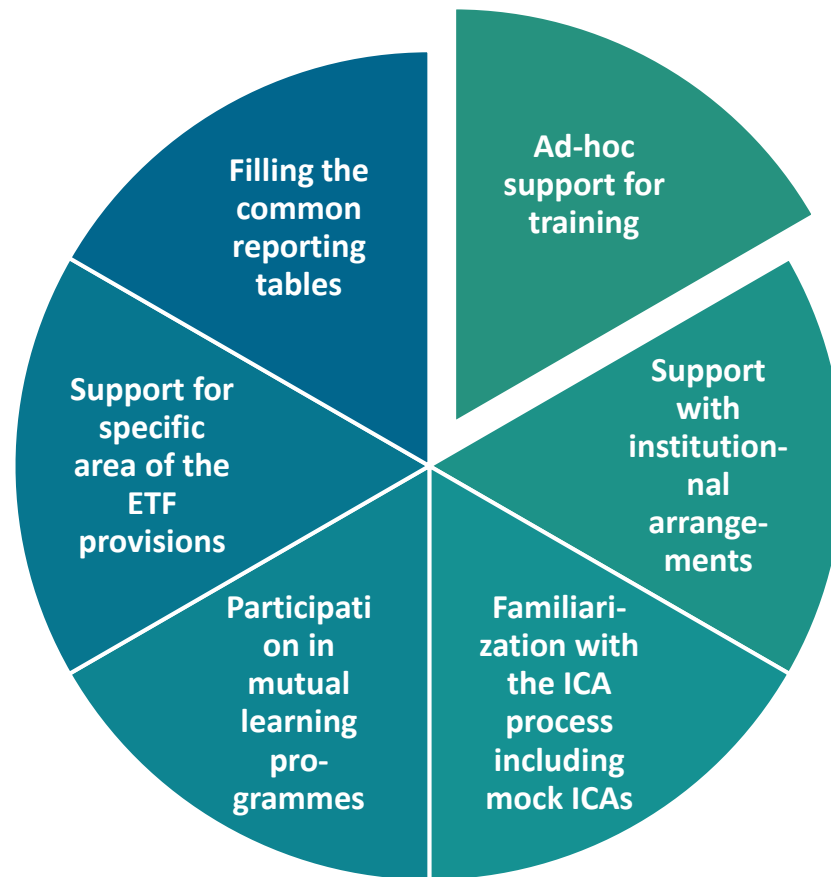 Ad-hoc
support for
training
Support
with
institution-
nal
arrange-
ments
Familiari-
zation with
the ICA
process
including
mock ICAs
Participati
on in
mutual
learning
pro-
grammes
Support for
specific
area of the
ETF
provisions
Filling the
common
reporting
tables